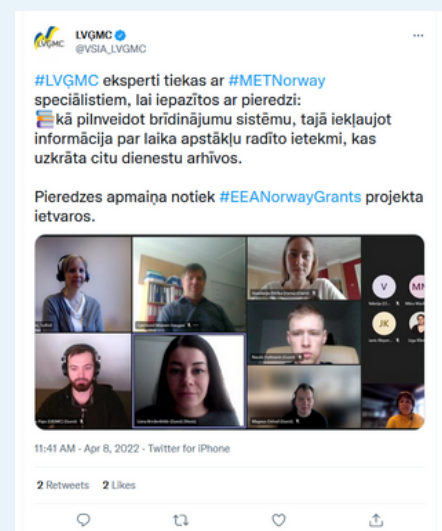 LVĢMC
@VSIA_LVGMC
#LVĢMC eksperti tiekas ar #METNorway
speciālistiem, lai iepazītos ar pieredzi:
kā pilnveidot brīdinājumu sistēmu, tajā iekļaujot
informācija par laika apstākļu radīto ietekmi, kas
uzkrāta citu dienestu arhīvos.
Pieredzes apmaiņa notiek #EEANorwayGrants projekta
ietvaros.
V
MM
JK
11:41 AM · Apr 8, 2022 · Twitter for iPhone
2 Retweets 2 Likes